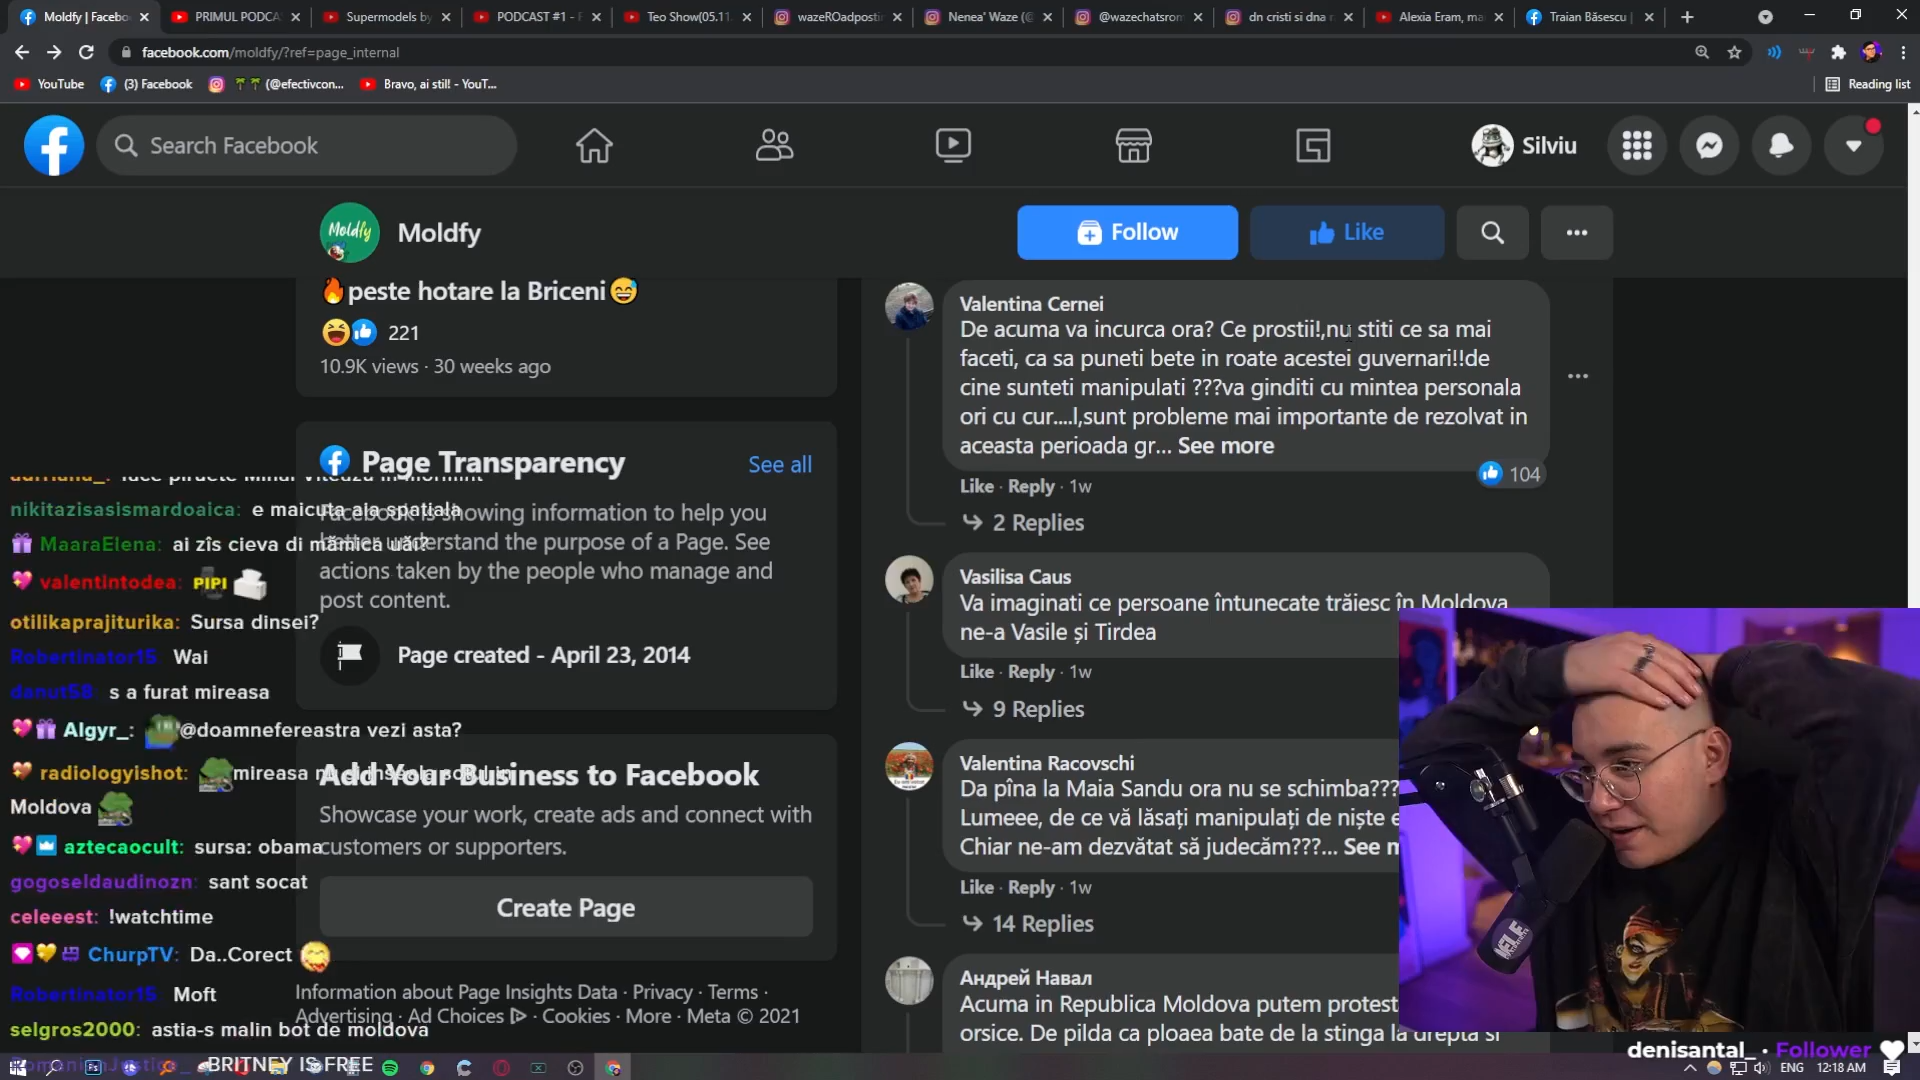 Moldfy | Faceboo
PRIMUL PODCA
Supermodels by
PODCAST #1 - F
Teo Show(05.11.
wazeROadposti
Nenea' Waze (@
@wazechatsrom
dn cristi si dna
Alexia Eram, ma
Traian Băsescu |
facebook.com/moldfy/?ref=page_internal
YouTube
(3) Facebook
(@efectivcon...
Bravo, ai stil! - YouT...
Reading list
Search Facebook
Silviu
Moldfy
Moldfy
Follow
Like
peste hotare la Briceni
221
10.9K views · 30 weeks ago
Page Transparency
See all
Facebook is showing information to help you
better understand the purpose of a Page. See
actions taken by the people who manage and
post content.
Page created - April 23, 2014
Add Your Business to Facebook
Showcase your work, create ads and connect with
customers or supporters.
Create Page
Information about Page Insights Data · Privacy · Terms ·
Advertising · Ad Choices · Cookies · More · Meta © 2021
Valentina Cernei
De acuma va incurca ora? Ce prostii!,nu stiti ce sa mai
faceti, ca sa puneti bete in roate acestei guvernari!!de
cine sunteti manipulati ???va ginditi cu mintea personala
ori cu cur....l,sunt probleme mai importante de rezolvat in
aceasta perioada gr... See more
104
Like · Reply · 1w
2 Replies
Vasilisa Caus
Va imaginati ce persoane întunecate trăiesc în Moldova
ne-a Vasile și Tirdea
Like · Reply · 1w
9 Replies
Valentina Racovschi
Da pîna la Maia Sandu ora nu se schimba???
Lumeee, de ce vă lăsați manipulați de niște
Chiar ne-am dezvătat să judecăm???... See
Like · Reply · 1w
14 Replies
Андрей Навал
Acuma in Republica Moldova putem protest
orsice. De pilda ca ploaea bate de la stinga la drepta si
nikitazisasismardoaica: e maicuta aia spatiala
MaaraElena: ai zîs cieva di mămica uăi?
valentintodea: PIPI
otilikaprajiturika: Sursa dinsei?
Robertinator15 Wai
danut58 s a furat mireasa
Algyr_: @doamnefereastra vezi asta?
radiologyishot: mireasa
Moldova
aztecaocult: sursa: obama
gogoseldaudinozn: sant socat
celeeest: !watchtime
ChurpTV: Da..Corect
Robertinator15 Moft
selgros2000: astia-s malin bot de moldova
BRITNEY IS FREE
denisantal_ · Follower
ENG
12:18 AM